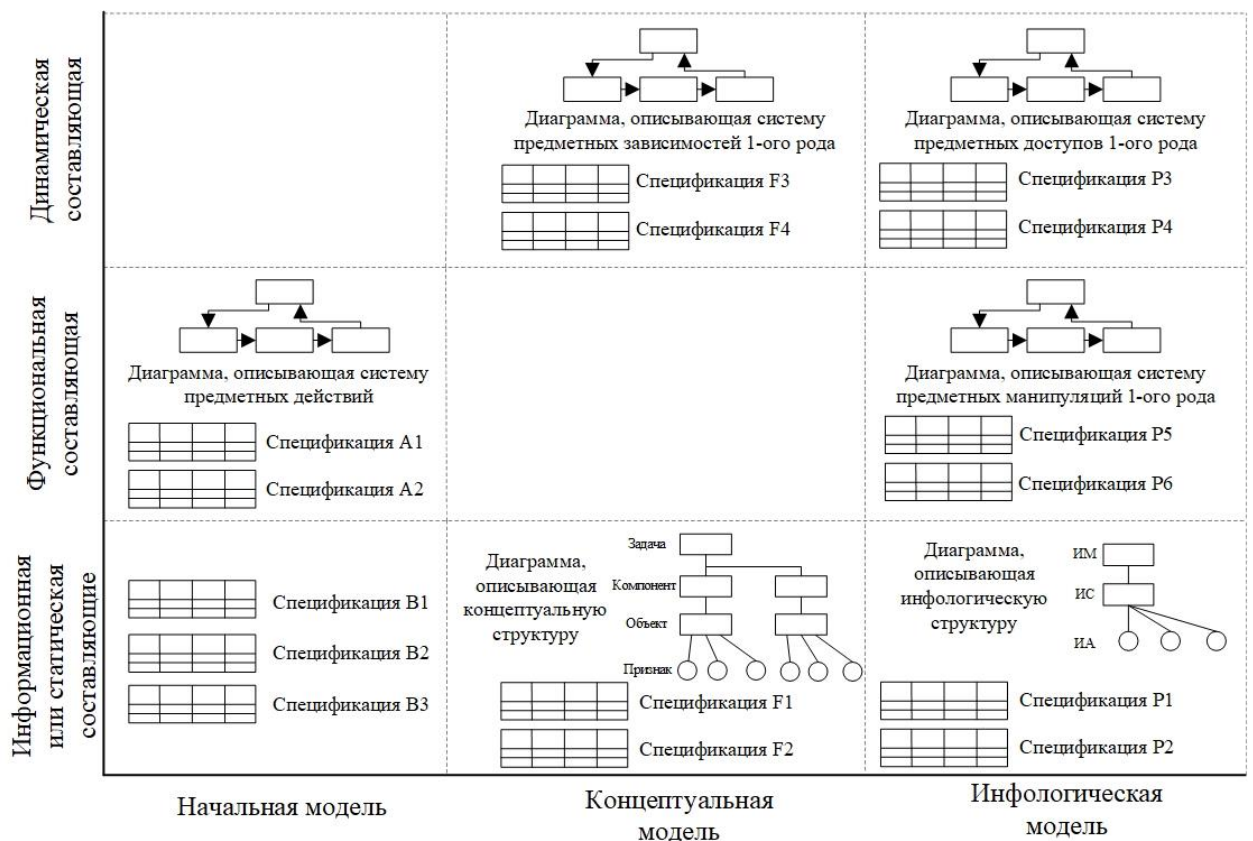 Динамическая
составляющая
Диаграмма, описывающая систему
предметных зависимостей 1-ого рода
Спецификация F3
Спецификация F4
Диаграмма, описывающая систему
предметных доступов 1-ого рода
Спецификация P3
Спецификация P4
Функциональная
составляющая
Диаграмма, описывающая систему
предметных действий
Спецификация A1
Спецификация A2
Диаграмма, описывающая систему
предметных манипуляций 1-ого рода
Спецификация P5
Спецификация P6
Информационная
или статическая
составляющие
Спецификация B1
Спецификация B2
Спецификация B3
Диаграмма,
описывающая
концептуальную
структуру
Задача
Компонент
Объект
Признак
Спецификация F1
Спецификация F2
Диаграмма,
описывающая
инфологическую
структуру
ИМ
ИС
ИА
Спецификация P1
Спецификация P2
Начальная модель
Концептуальная
модель
Инфологическая
модель